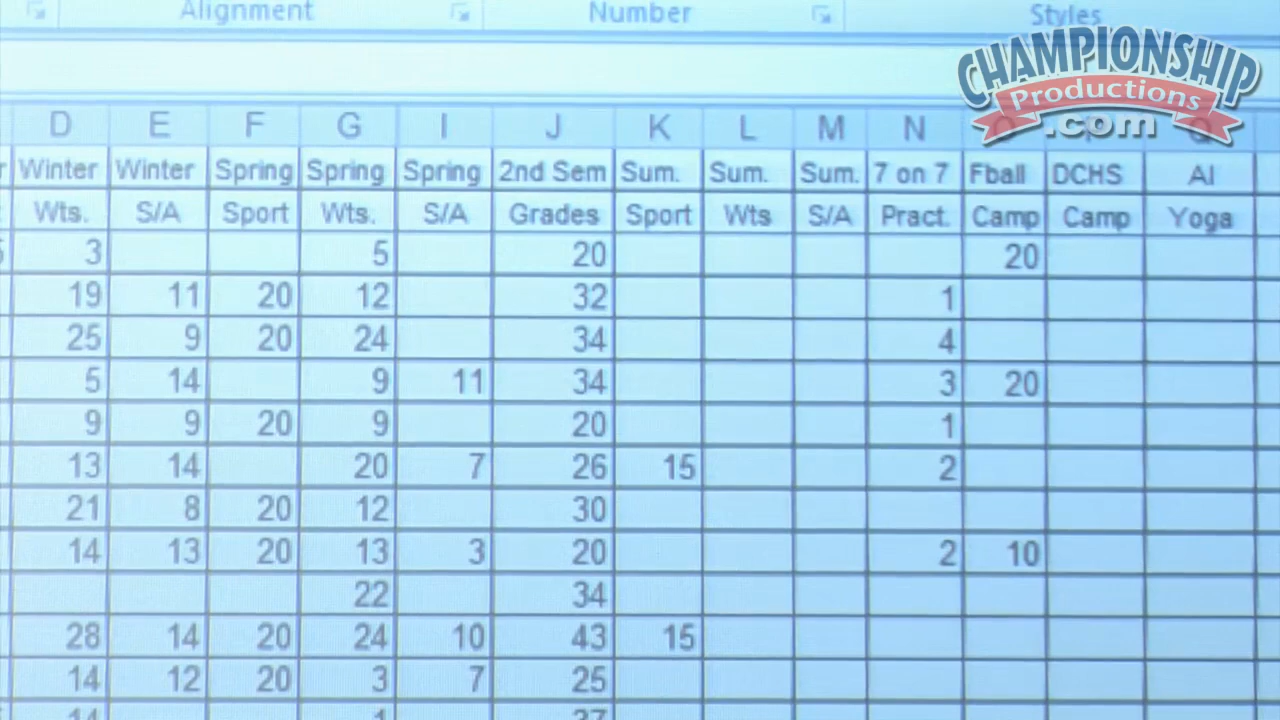 Alignment Number Styles
CHAMPIONSHIP
Productions
.com
D E F G I J K L M N
Winter Winter Spring Spring Spring 2nd Sem Sum. Sum. Sum. 7 on 7 Fball DCHS AI
Wts. S/A Sport Wts. S/A Grades Sport Wts S/A Pract. Camp Camp Yoga
3 5 20 20
19 11 20 12 32 1
25 9 20 24 34 4
5 14 9 11 34 3 20
9 9 20 9 20 1
13 14 20 7 26 15 2
21 8 20 12 30
14 13 20 13 3 20 2 10
22 34
28 14 20 24 10 43 15
14 12 20 3 7 25
14 1 37